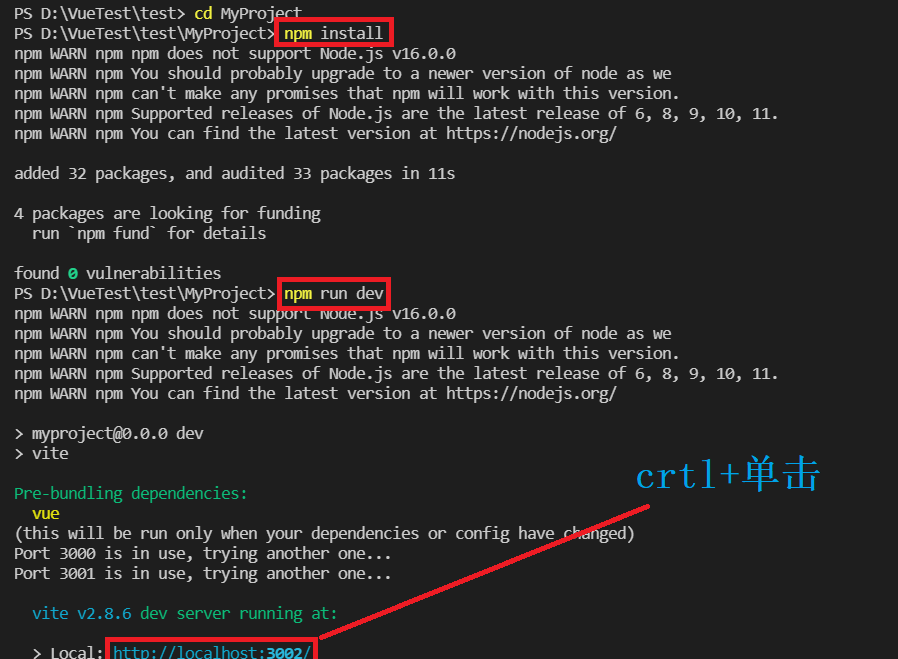 PS D:\VueTest\test> cd MyProject
PS D:\VueTest\test\MyProject> npm install
npm WARN npm npm does not support Node.js v16.0.0
npm WARN npm You should probably upgrade to a newer version of node as we
npm WARN npm can't make any promises that npm will work with this version.
npm WARN npm Supported releases of Node.js are the latest release of 6, 8, 9, 10, 11.
npm WARN npm You can find the latest version at https://nodejs.org/
added 32 packages, and audited 33 packages in 11s
4 packages are looking for funding
run `npm fund` for details
found 0 vulnerabilities
PS D:\VueTest\test\MyProject> npm run dev
npm WARN npm npm does not support Node.js v16.0.0
npm WARN npm You should probably upgrade to a newer version of node as we
npm WARN npm can't make any promises that npm will work with this version.
npm WARN npm Supported releases of Node.js are the latest release of 6, 8, 9, 10, 11.
npm WARN npm You can find the latest version at https://nodejs.org/
> myproject@0.0.0 dev
> vite
crtl+单击
Pre-bundling dependencies:
vue
(this will be run only when your dependencies or config have changed)
Port 3000 is in use, trying another one...
Port 3001 is in use, trying another one...
vite v2.8.6 dev server running at:
> Local: http://localhost:3002/